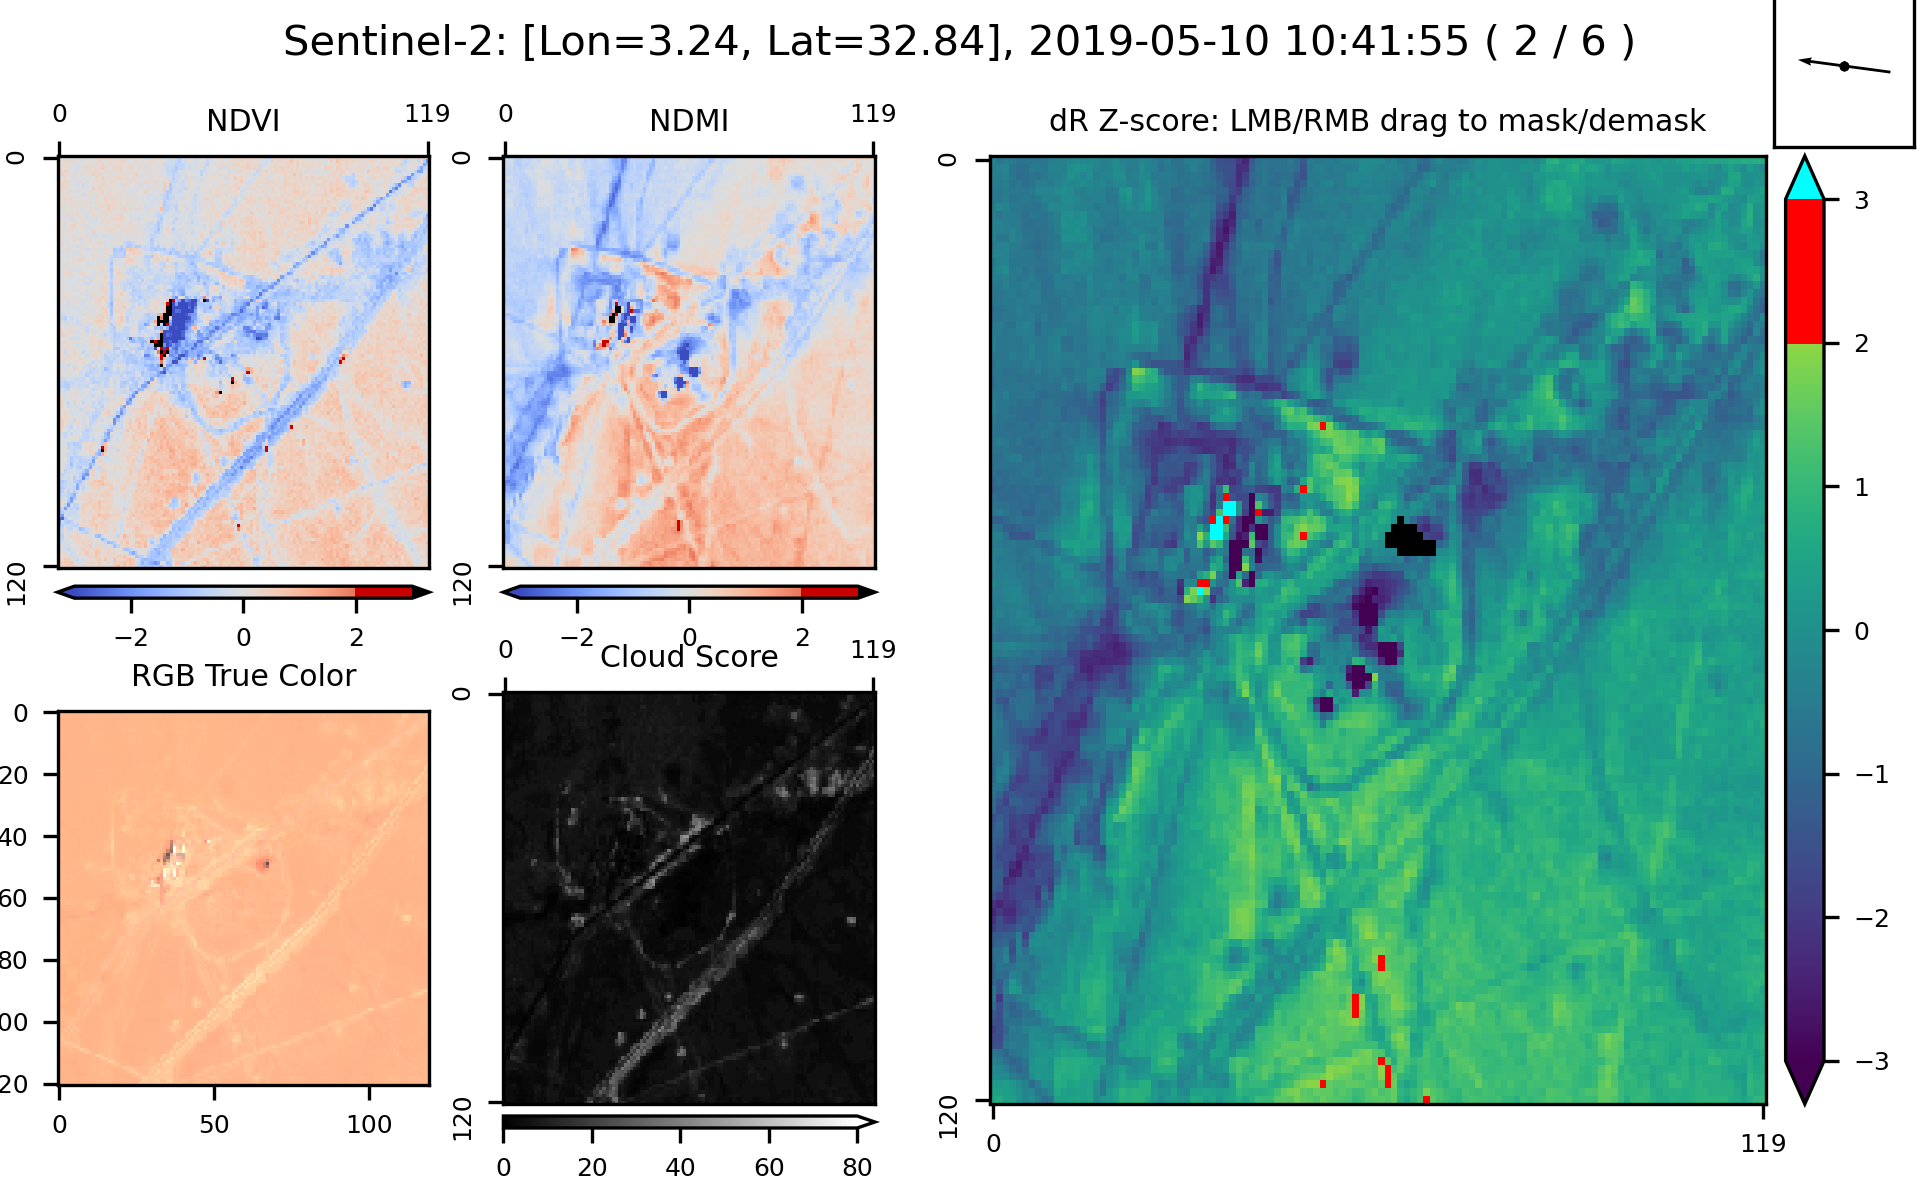 Sentinel-2: [Lon=3.24, Lat=32.84], 2019-05-10 10:41:55 ( 2 / 6 )
0 NDVI 119
0 NDMI 119
dR Z-score: LMB/RMB drag to mask/demask
0
0
0
3
2
1
0
−1
−2
−3
120
120
−2 0 2
−2 0 2
0 Cloud Score 119
RGB True Color
0
20
40
60
80
00
20
0
120
120
0 50 100
0 20 40 60 80
0 119